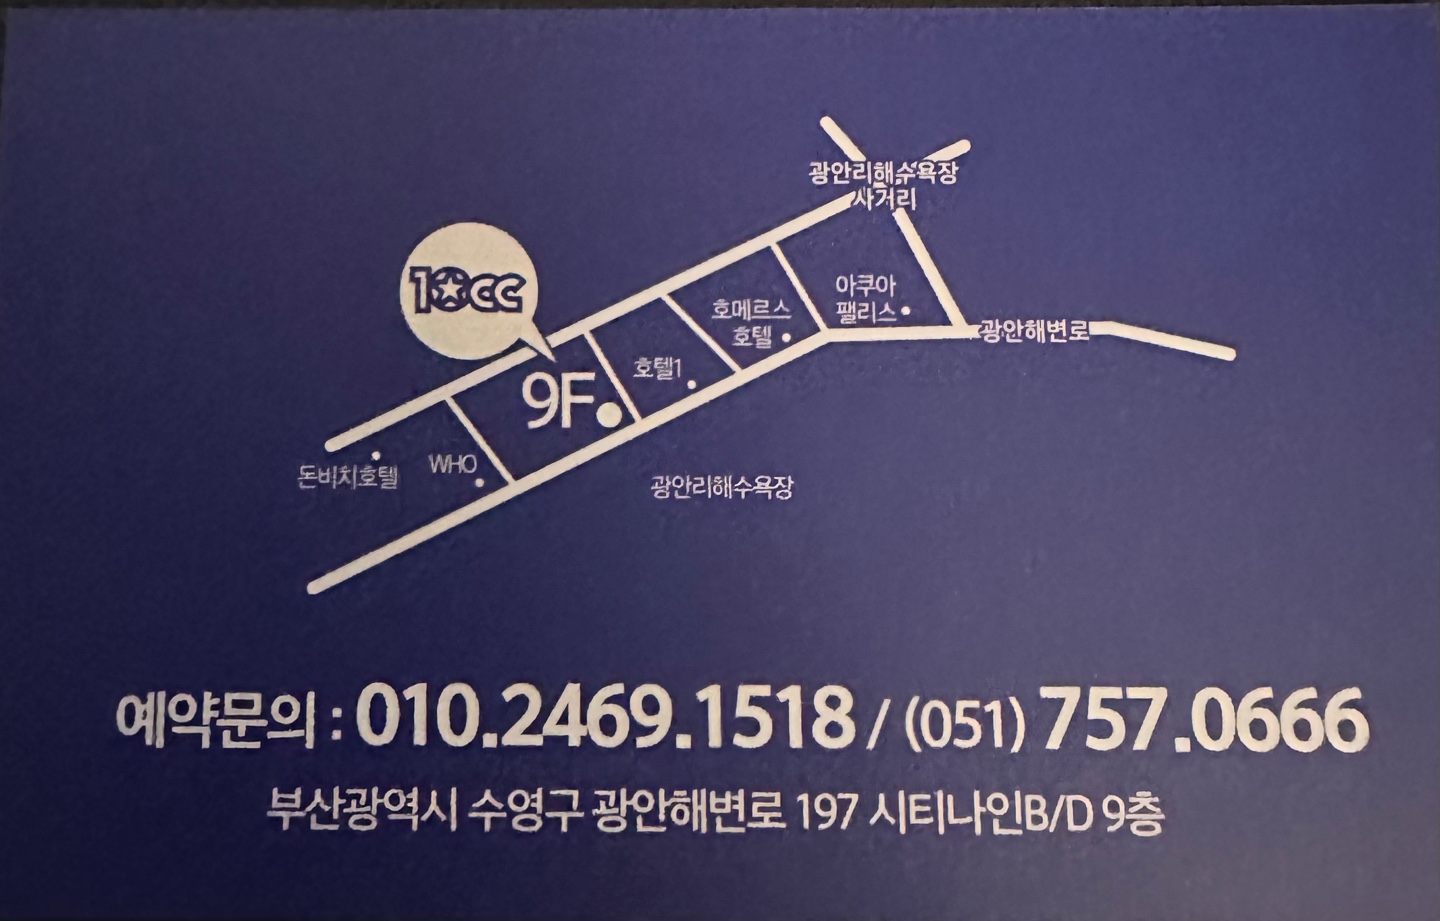 광안리해수욕장
사거리
10cc
아쿠아
팰리스
호메르스
호텔
광안해변로
호텔1
9F
돈비치호텔
WHO
광안리해수욕장
예약문의 : 010.2469.1518 / (051) 757.0666
부산광역시 수영구 광안해변로 197 시티나인B/D 9층